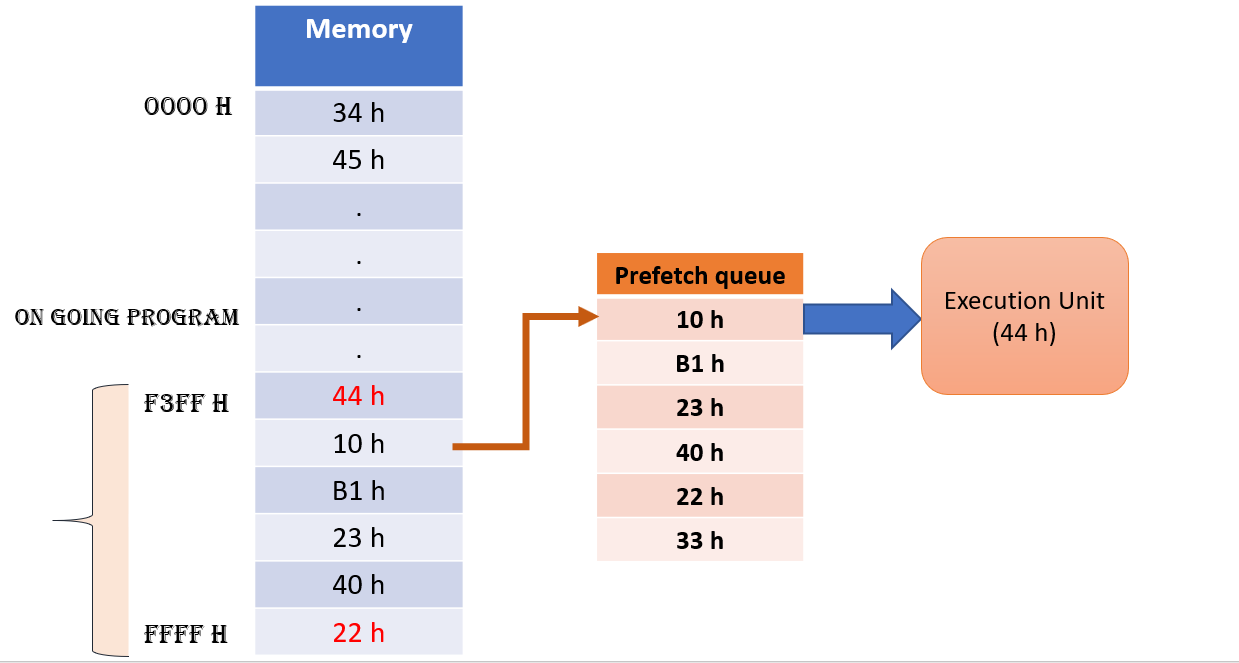 Memory
0000 H
34 h
45 h
.
.
.
.
ON GOING PROGRAM
F3FF H
44 h
10 h
B1 h
23 h
40 h
FFFF H
22 h
Prefetch queue
10 h
B1 h
23 h
40 h
22 h
33 h
Execution Unit
(44 h)